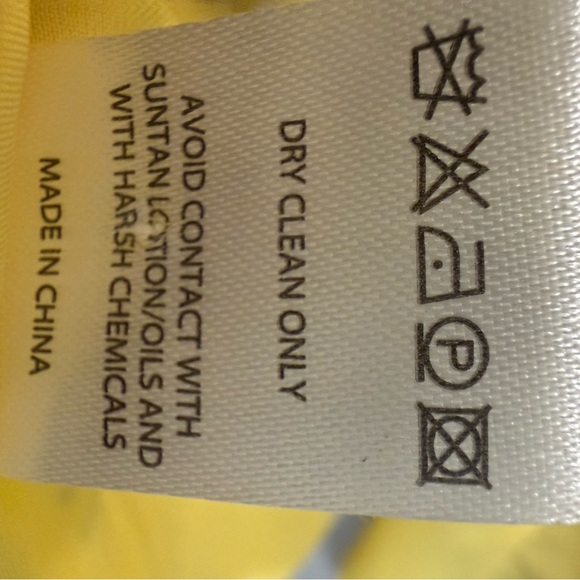 P
DRY CLEAN ONLY
AVOID CONTACT WITH
SUNTAN LOTION/OILS AND
WITH HARSH CHEMICALS
MADE IN CHINA